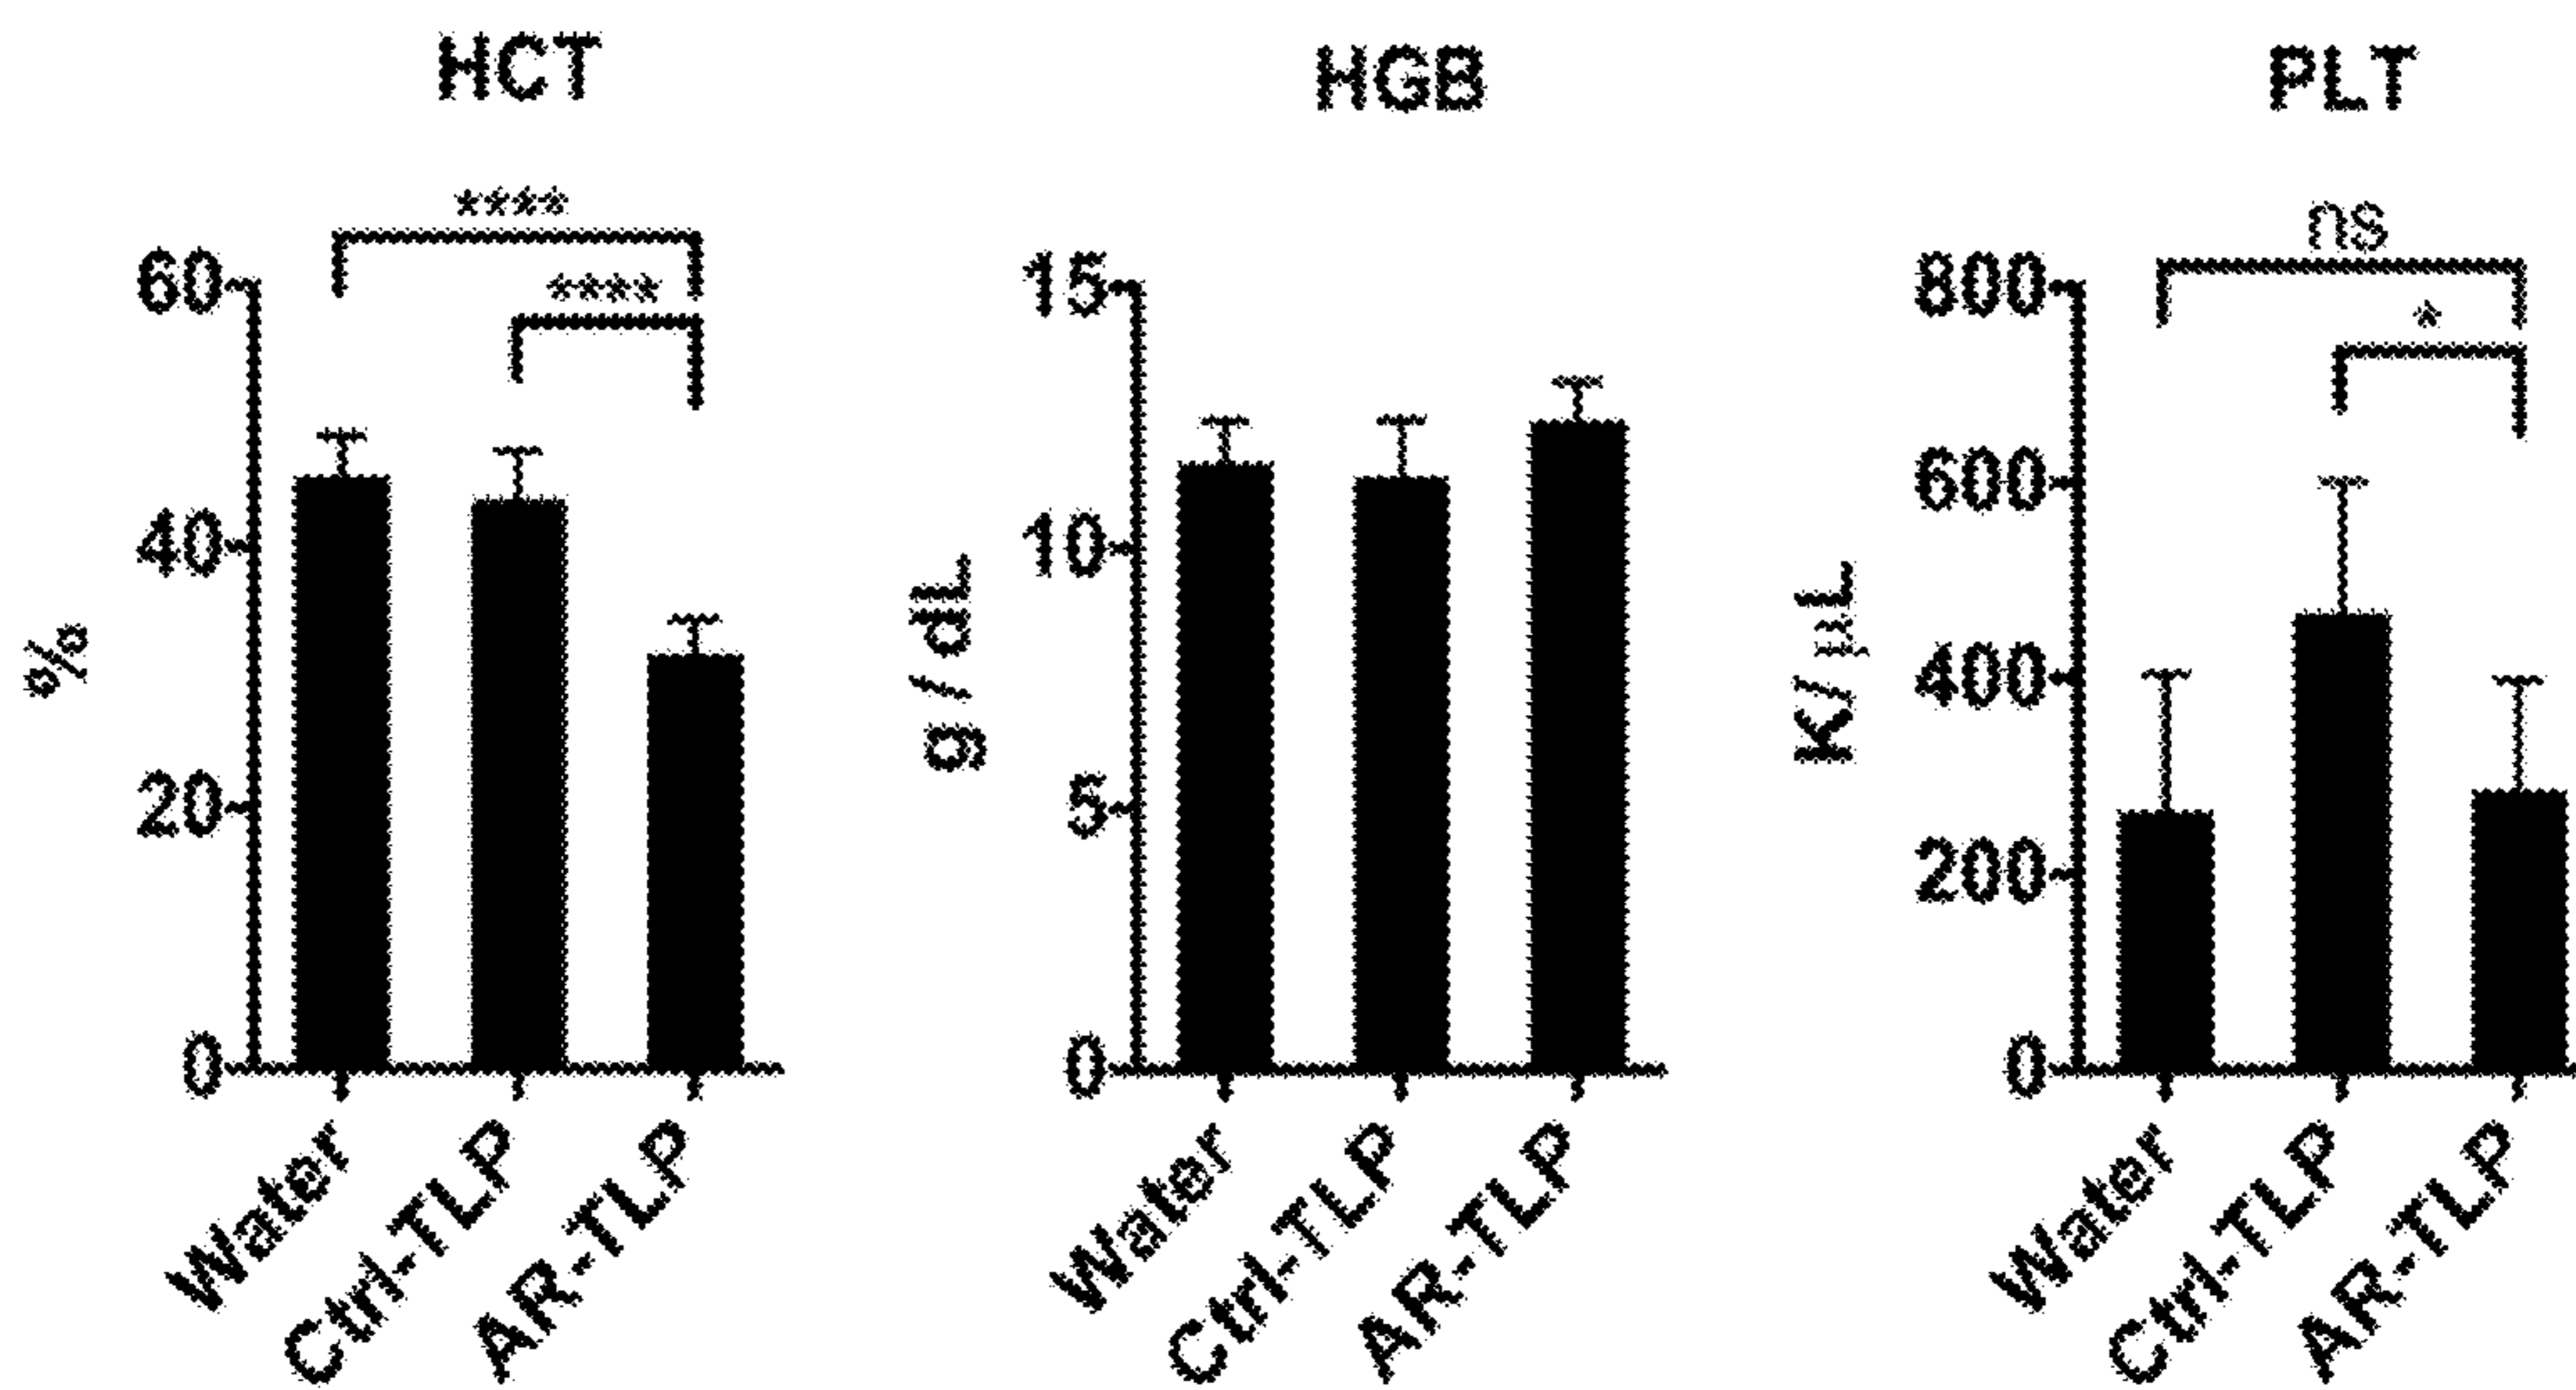 HCT
****
****
60
40
20
0
%
Water
Ctrl-TLP
AR-TLP
HGB
15
10
5
0
g / dL
Water
Ctrl-TLP
AR-TLP
PLT
ns
*
800
600
400
200
0
K/ µL
Water
Ctrl-TLP
AR-TLP